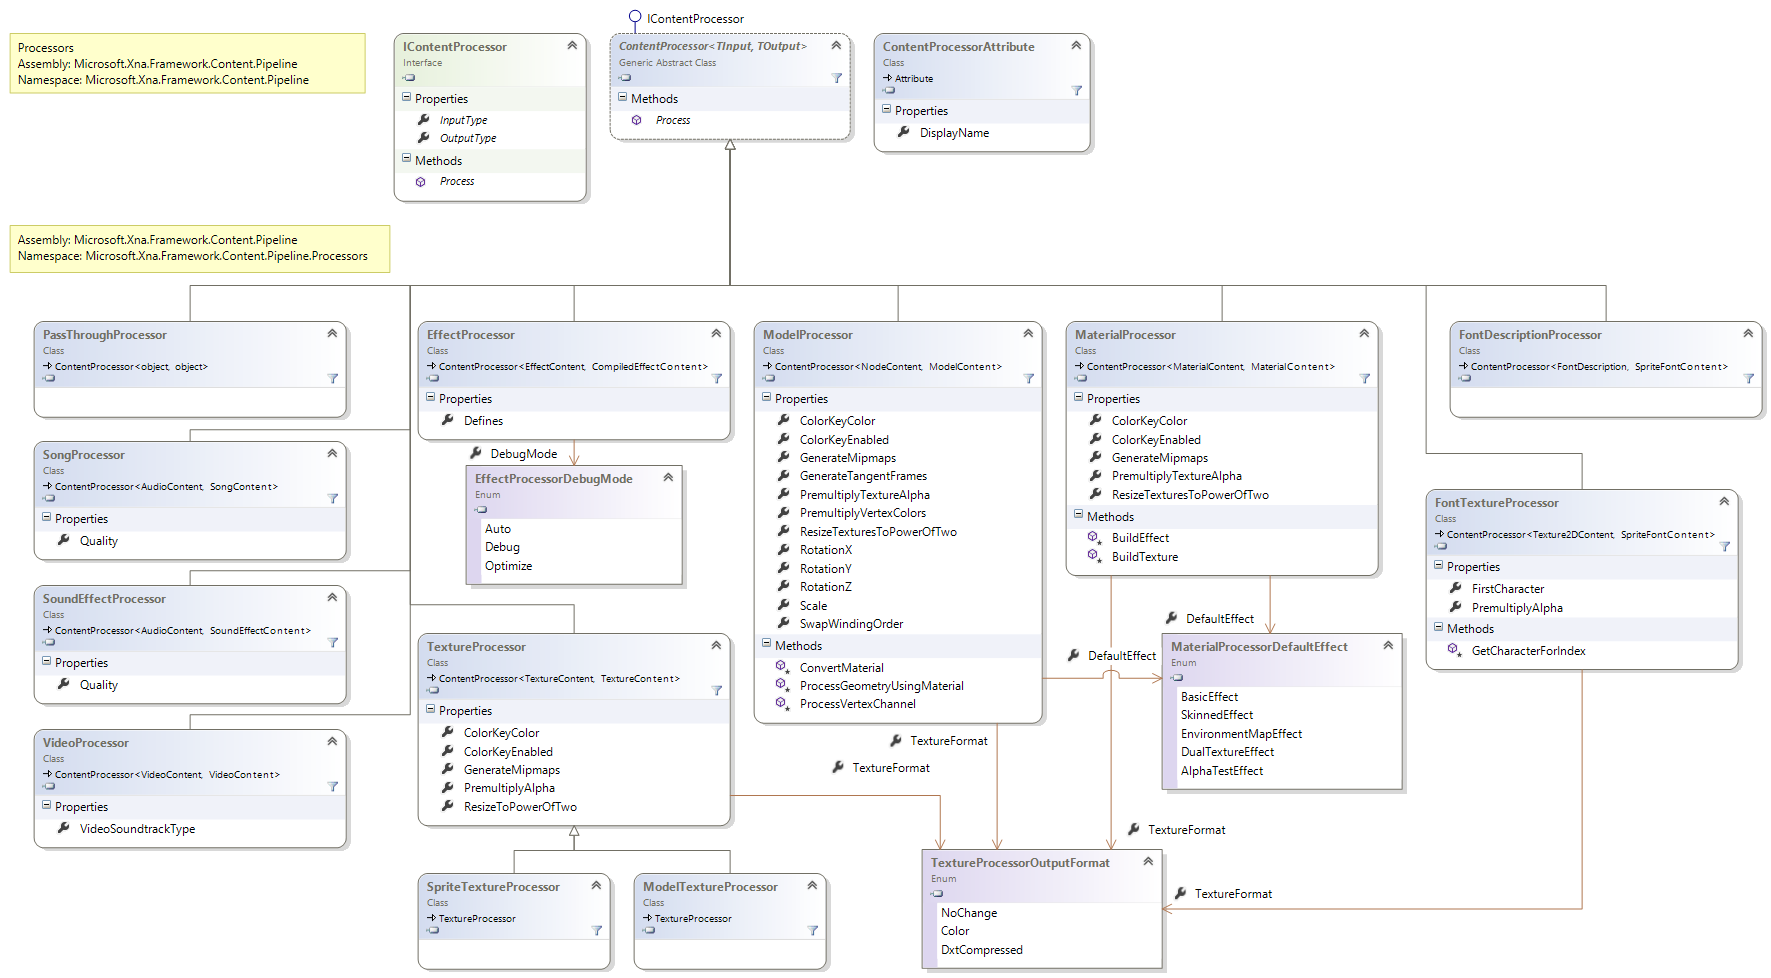 Processors
Assembly: Microsoft.Xna.Framework.Content.Pipeline
Namespace: Microsoft.Xna.Framework.Content.Pipeline
IContentProcessor
Interface
Properties
InputType
OutputType
Methods
Process
IContentProcessor
ContentProcessor<TInput, TOutput>
Generic Abstract Class
Methods
Process
ContentProcessorAttribute
Class
Attribute
Properties
DisplayName
Assembly: Microsoft.Xna.Framework.Content.Pipeline
Namespace: Microsoft.Xna.Framework.Content.Pipeline.Processors
PassThroughProcessor
Class
ContentProcessor<object, object>
SongProcessor
Class
ContentProcessor<AudioContent, SongContent>
Properties
Quality
SoundEffectProcessor
Class
ContentProcessor<AudioContent, SoundEffectContent>
Properties
Quality
VideoProcessor
Class
ContentProcessor<VideoContent, VideoContent>
Properties
VideoSoundtrackType
EffectProcessor
Class
ContentProcessor<EffectContent, CompiledEffectContent>
Properties
Defines
DebugMode
EffectProcessorDebugMode
Enum
Auto
Debug
Optimize
TextureProcessor
Class
ContentProcessor<TextureContent, TextureContent>
Properties
ColorKeyColor
ColorKeyEnabled
GenerateMipmaps
PremultiplyAlpha
ResizeToPowerOfTwo
SpriteTextureProcessor
Class
TextureProcessor
ModelTextureProcessor
Class
TextureProcessor
ModelProcessor
Class
ContentProcessor<NodeContent, ModelContent>
Properties
ColorKeyColor
ColorKeyEnabled
GenerateMipmaps
GenerateTangentFrames
PremultiplyTextureAlpha
PremultiplyVertexColors
ResizeTexturesToPowerOfTwo
RotationX
RotationY
RotationZ
Scale
SwapWindingOrder
Methods
ConvertMaterial
ProcessGeometryUsingMaterial
ProcessVertexChannel
TextureFormat
TextureFormat
MaterialProcessor
Class
ContentProcessor<MaterialContent, MaterialContent>
Properties
ColorKeyColor
ColorKeyEnabled
GenerateMipmaps
PremultiplyTextureAlpha
ResizeTexturesToPowerOfTwo
Methods
BuildEffect
BuildTexture
DefaultEffect
DefaultEffect
MaterialProcessorDefaultEffect
Enum
BasicEffect
SkinnedEffect
EnvironmentMapEffect
DualTextureEffect
AlphaTestEffect
TextureFormat
TextureProcessorOutputFormat
Enum
NoChange
Color
DxtCompressed
TextureFormat
FontDescriptionProcessor
Class
ContentProcessor<FontDescription, SpriteFontContent>
FontTextureProcessor
Class
ContentProcessor<Texture2DContent, SpriteFontContent>
Properties
FirstCharacter
PremultiplyAlpha
Methods
GetCharacterForIndex